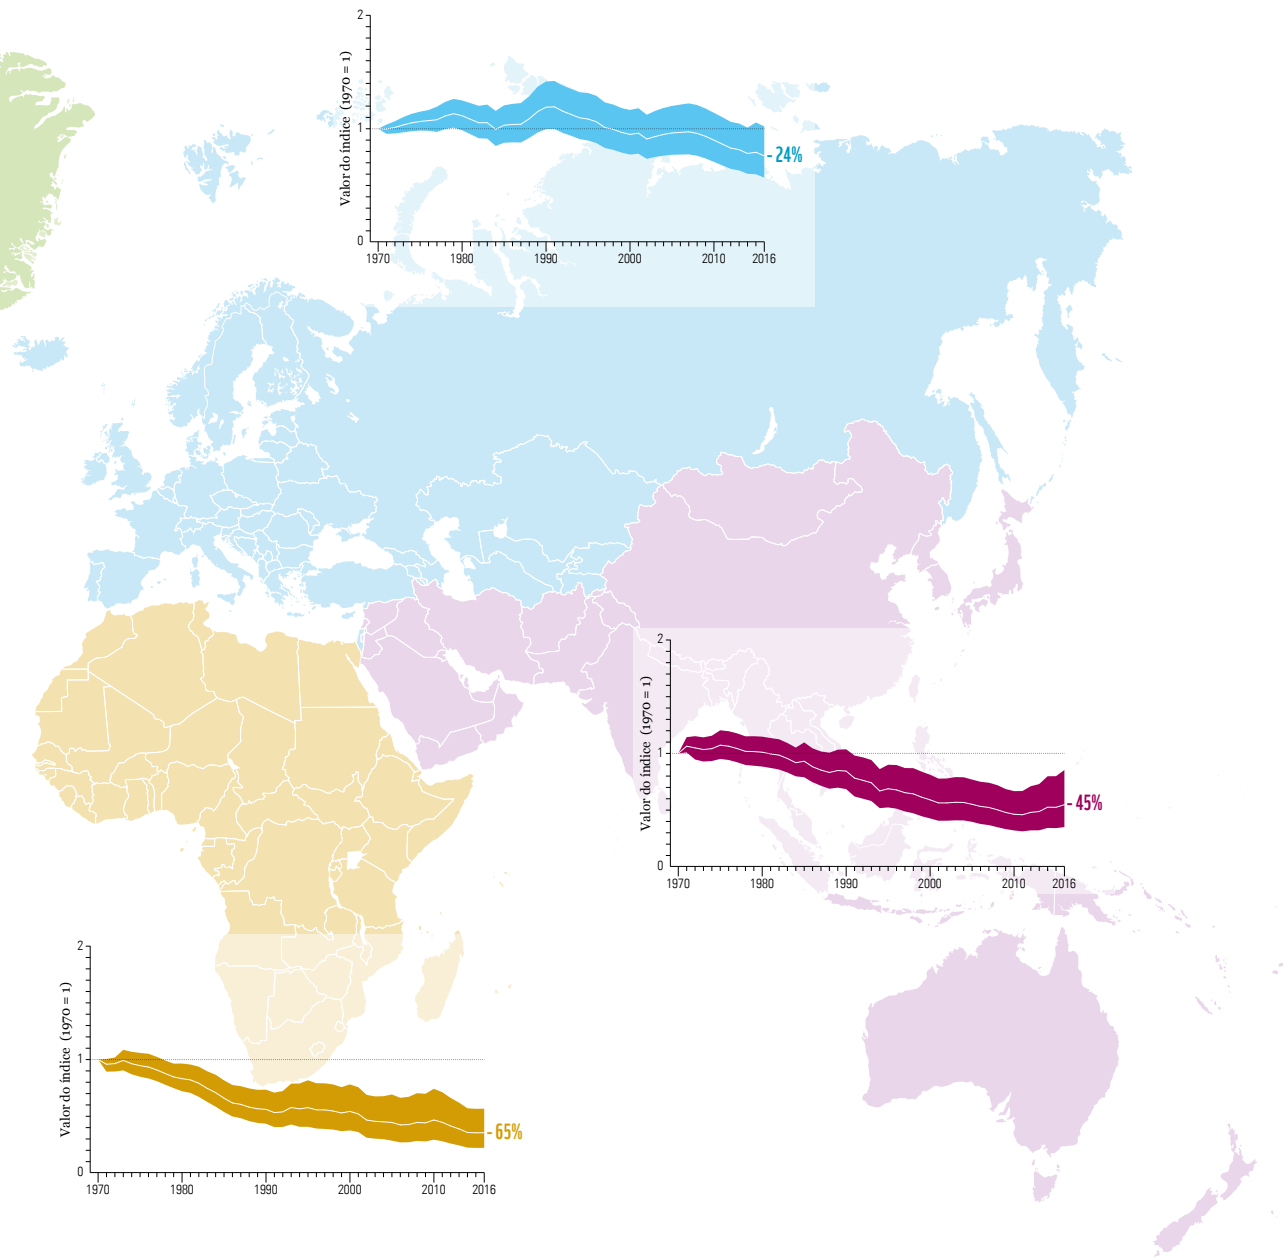 Valor do índice (1970 = 1)
2
1
0
1970 1980 1990 2000 2010 2016
- 24%
Valor do índice (1970 = 1)
2
1
0
1970 1980 1990 2000 2010 2016
- 45%
Valor do índice (1970 = 1)
2
1
0
1970 1980 1990 2000 2010 2016
- 65%